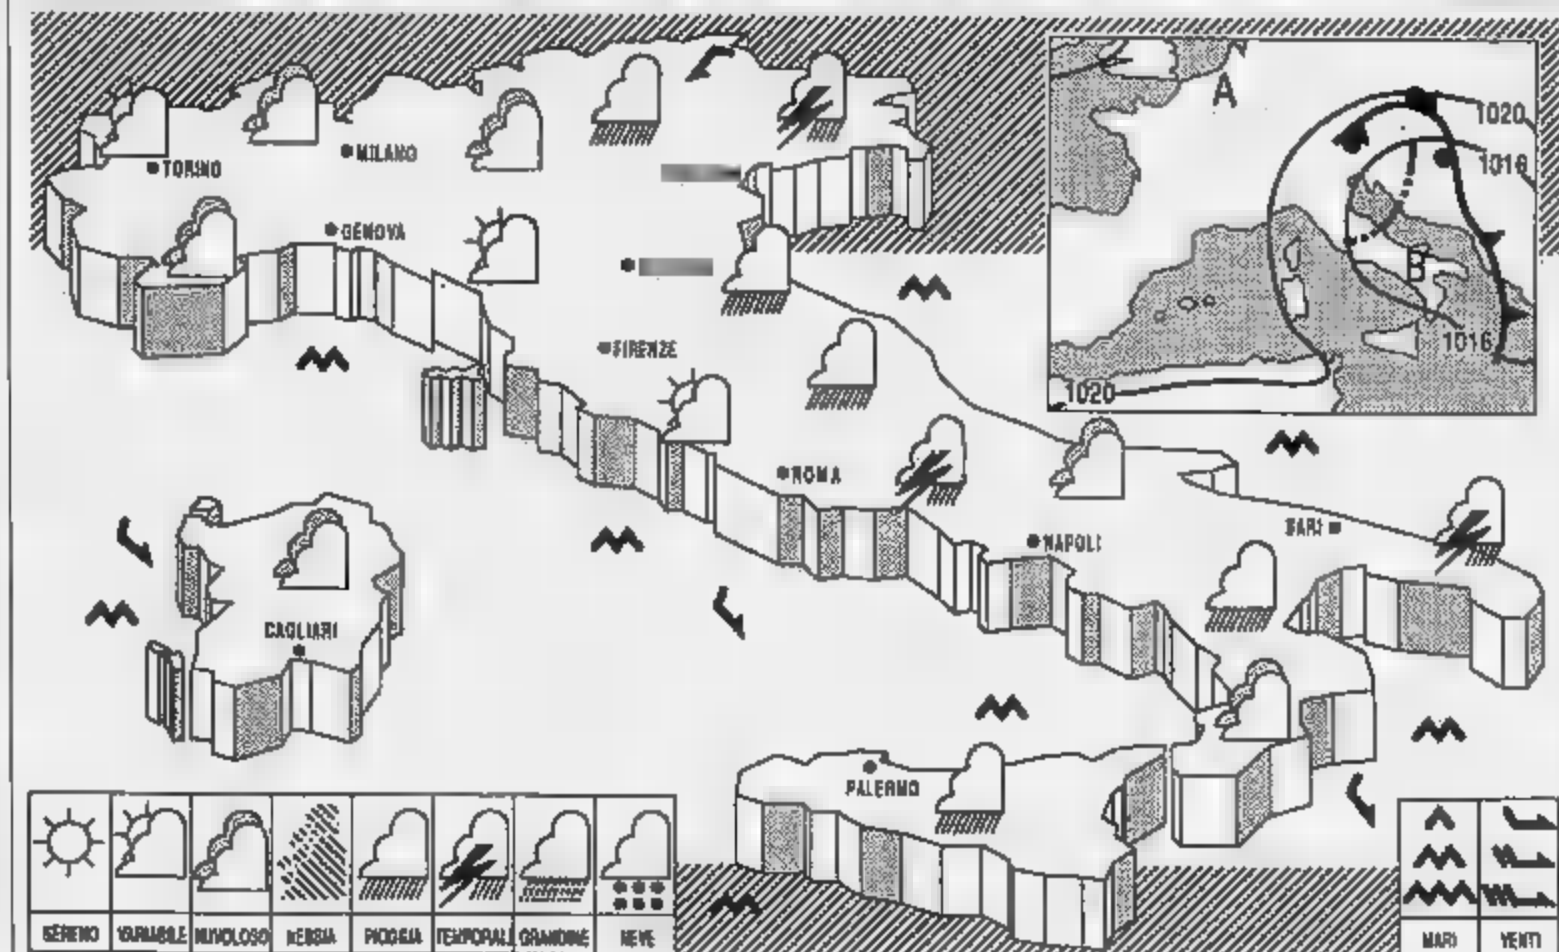 A
1020
1016
MILANO
TORINO
GENOVA
B
FIRENZE
1016
1020
ROMA
BARI
NAPOLI
CAGLIARI
PALERMO
SERENO VARIABILE NUVOLOSO NEBBIA PIOGGIA TEMPORALI GRANDINE NEVE
MARI VENTI